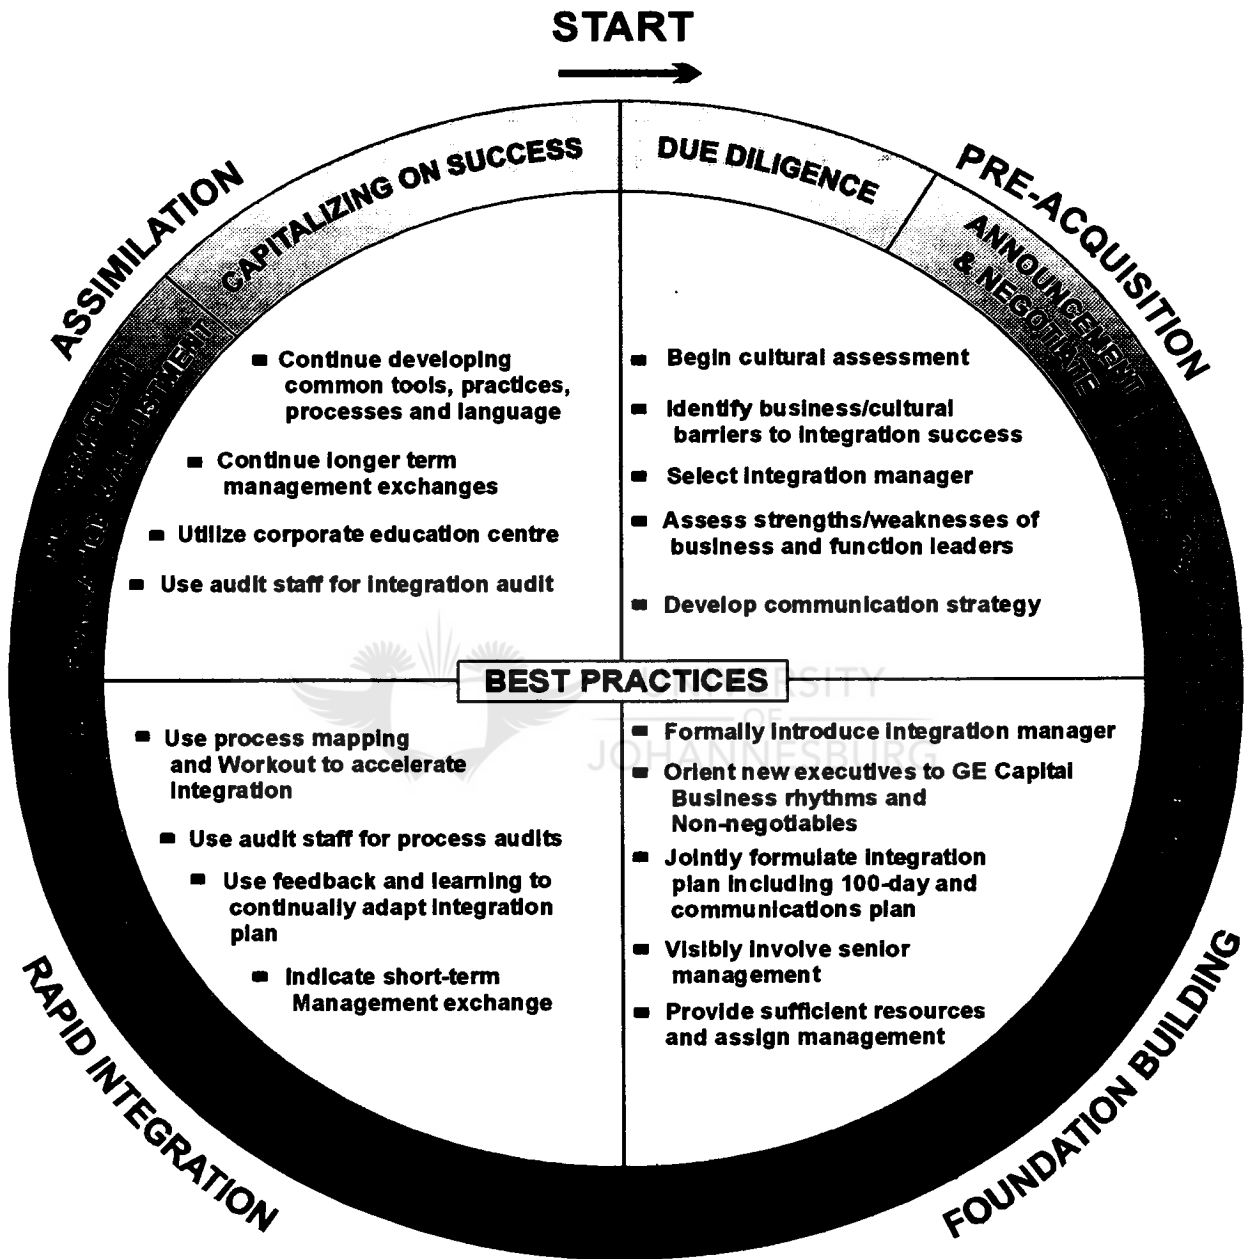 START
DUE DILIGENCE
PRE-ACQUISITION
ANNOUNCEMENT
& NEGOTIATE
Begin cultural assessment
Identify business/cultural
barriers to integration success
Select integration manager
Assess strengths/weaknesses of
business and function leaders
Develop communication strategy
FOUNDATION BUILDING
Formally introduce integration manager
Orient new executives to GE Capital
Business rhythms and
Non-negotiables
Jointly formulate integration
plan including 100-day and
communications plan
Visibly involve senior
management
Provide sufficient resources
and assign management
RAPID INTEGRATION
Use process mapping
and Workout to accelerate
integration
Use audit staff for process audits
Use feedback and learning to
continually adapt integration
plan
Indicate short-term
Management exchange
ASSIMILATION
CAPITALIZING ON SUCCESS
Continue developing
common tools, practices,
processes and language
Continue longer term
management exchanges
Utilize corporate education centre
Use audit staff for integration audit
BEST PRACTICES
UNIVERSITY
OF
JOHANNESBURG